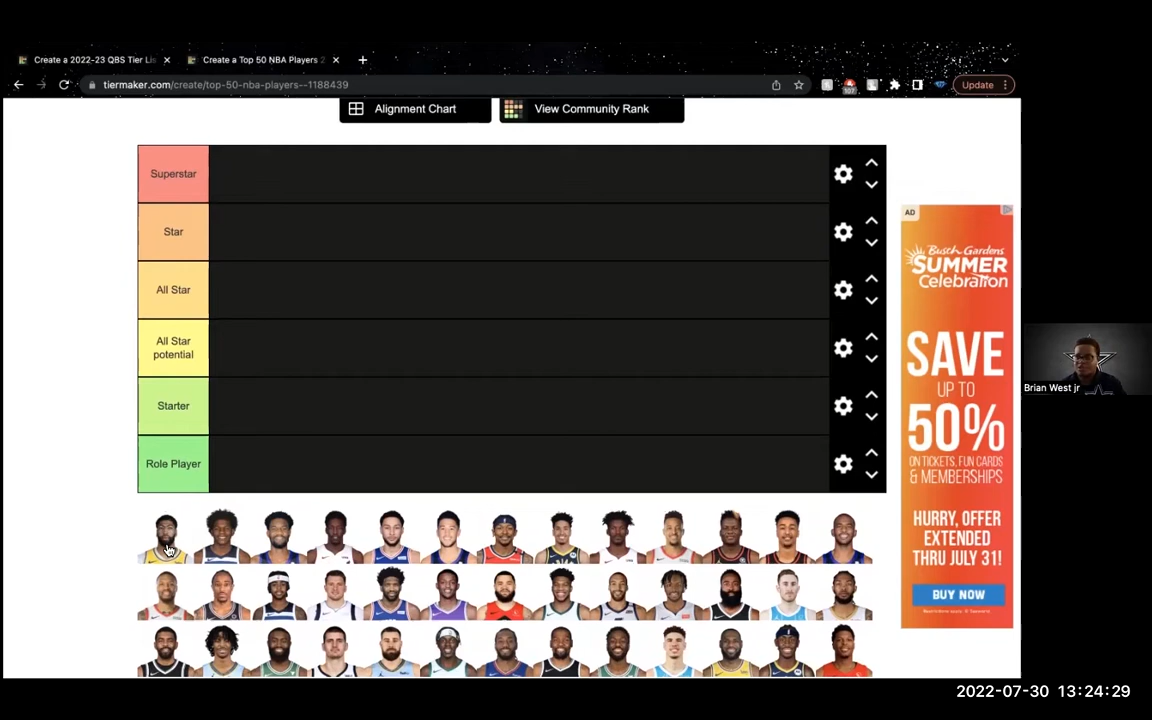 Create a 2022-23 QBS Tier Lis
Create a Top 50 NBA Players 2
tiermaker.com/create/top-50-nba-players--1188439
107
Update
Alignment Chart
View Community Rank
Superstar
Star
All Star
All Star
potential
Starter
Role Player
AD
Busch Gardens
SUMMER
Celebration
SAVE
UP TO
50%
ON TICKETS, FUN CARDS
& MEMBERSHIPS
HURRY, OFFER
EXTENDED
THRU JULY 31!
BUY NOW
Brian West jr
2022-07-30 13:24:29